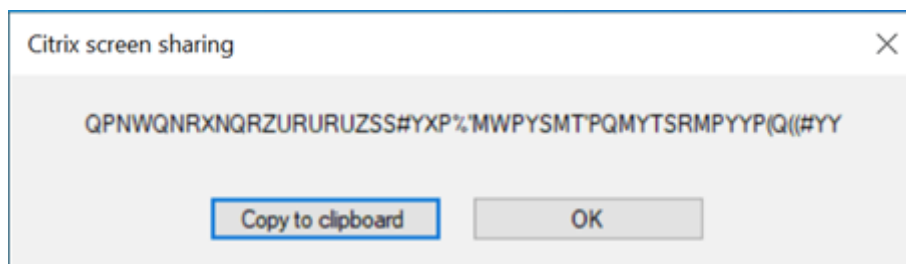 Citrix screen sharing
QPNWQNRXNQRZURURUZSS#YXP%'MWPYSMT'PQMYTSRMPYYP(Q((#YY
Copy to clipboard OK